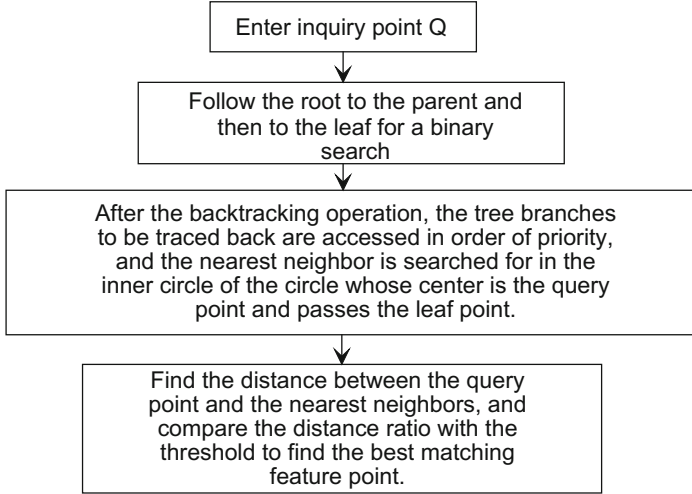 Enter inquiry point Q
Follow the root to the parent and
then to the leaf for a binary
search
After the backtracking operation, the tree branches
to be traced back are accessed in order of priority,
and the nearest neighbor is searched for in the
inner circle of the circle whose center is the query
point and passes the leaf point.
Find the distance between the query
point and the nearest neighbors, and
compare the distance ratio with the
threshold to find the best matching
feature point.